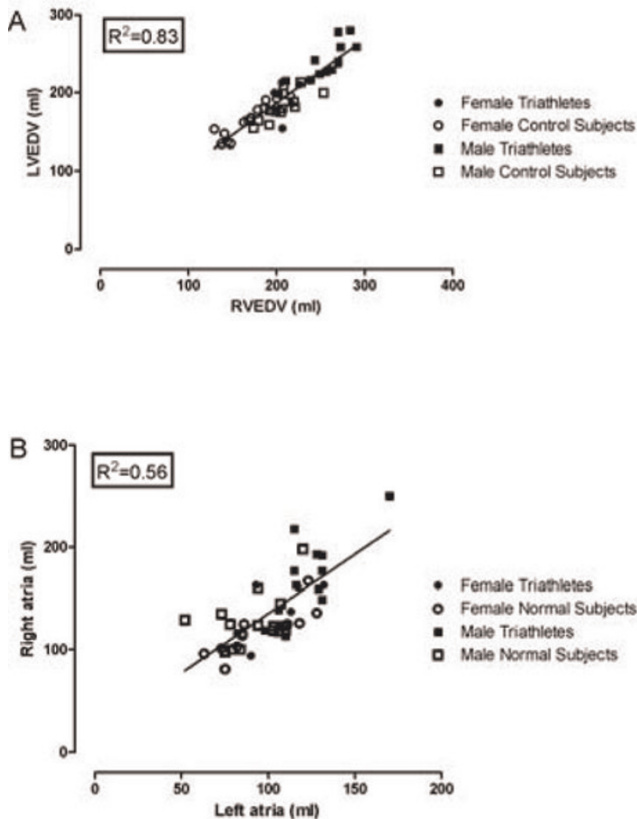 A
R²=0.83
300
200
100
0
LVEDV (ml)
0 100 200 300 400
RVEDV (ml)
Female Triathletes
Female Control Subjects
Male Triathletes
Male Control Subjects
B
R²=0.56
300
200
100
0
Right atria (ml)
0 50 100 150 200
Left atria (ml)
Female Triathletes
Female Normal Subjects
Male Triathletes
Male Normal Subjects